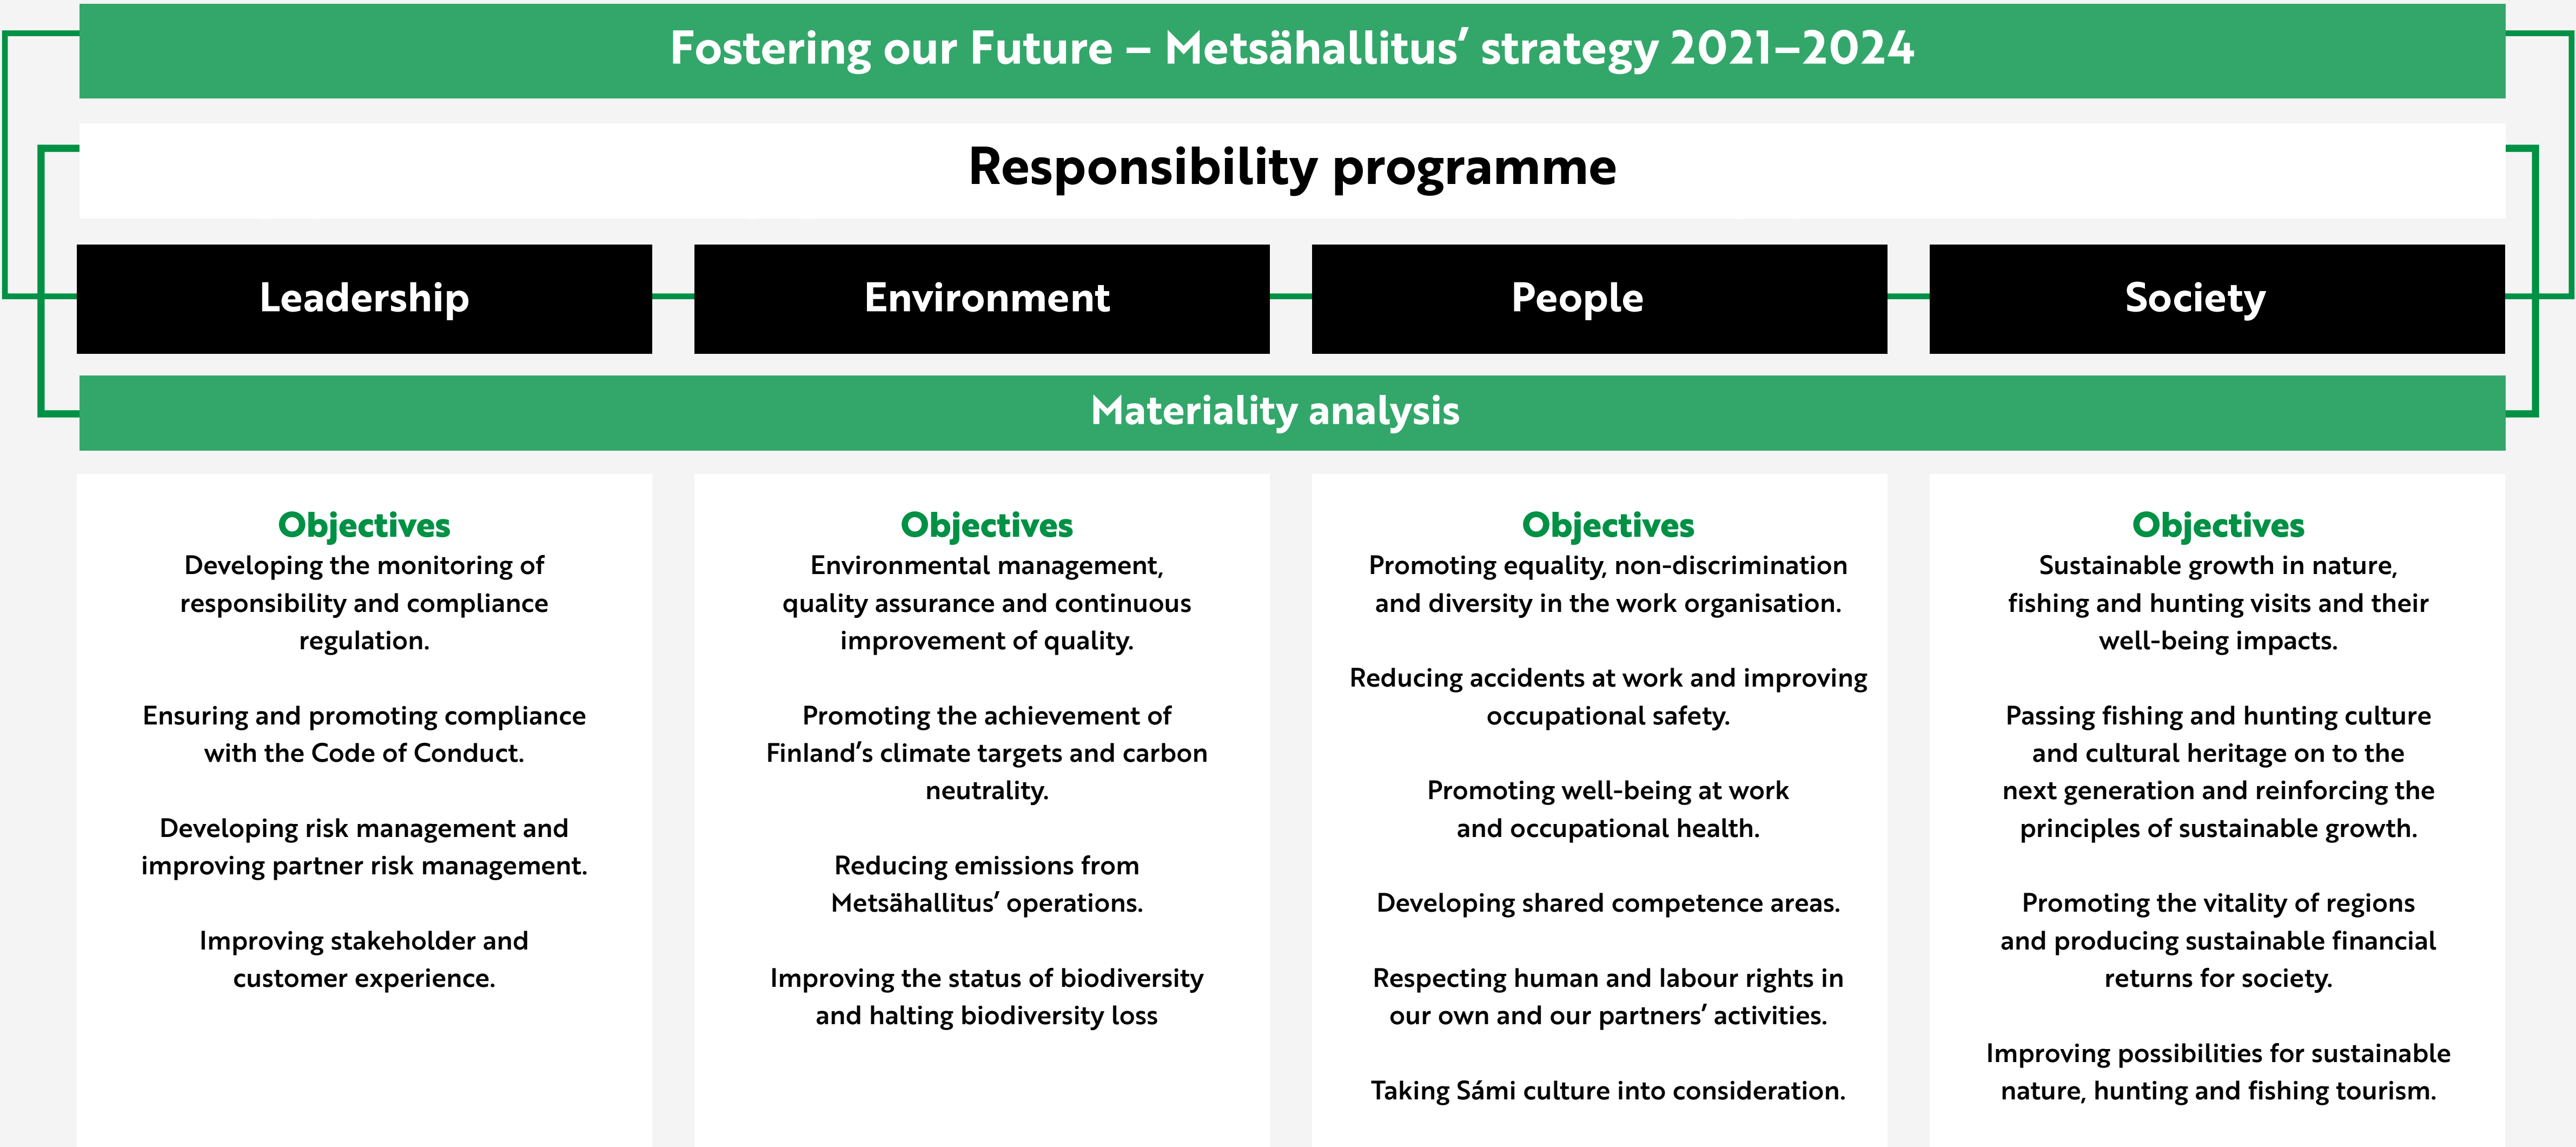 Fostering our Future – Metsähallitus’ strategy 2021–2024
Responsibility programme
Leadership
Environment
People
Society
Materiality analysis
Objectives
Developing the monitoring of
responsibility and compliance
regulation.
Ensuring and promoting compliance
with the Code of Conduct.
Developing risk management and
improving partner risk management.
Improving stakeholder and
customer experience.
Objectives
Environmental management,
quality assurance and continuous
improvement of quality.
Promoting the achievement of
Finland’s climate targets and carbon
neutrality.
Reducing emissions from
Metsähallitus’ operations.
Improving the status of biodiversity
and halting biodiversity loss
Objectives
Promoting equality, non-discrimination
and diversity in the work organisation.
Reducing accidents at work and improving
occupational safety.
Promoting well-being at work
and occupational health.
Developing shared competence areas.
Respecting human and labour rights in
our own and our partners’ activities.
Taking Sámi culture into consideration.
Objectives
Sustainable growth in nature,
fishing and hunting visits and their
well-being impacts.
Passing fishing and hunting culture
and cultural heritage on to the
next generation and reinforcing the
principles of sustainable growth.
Promoting the vitality of regions
and producing sustainable financial
returns for society.
Improving possibilities for sustainable
nature, hunting and fishing tourism.